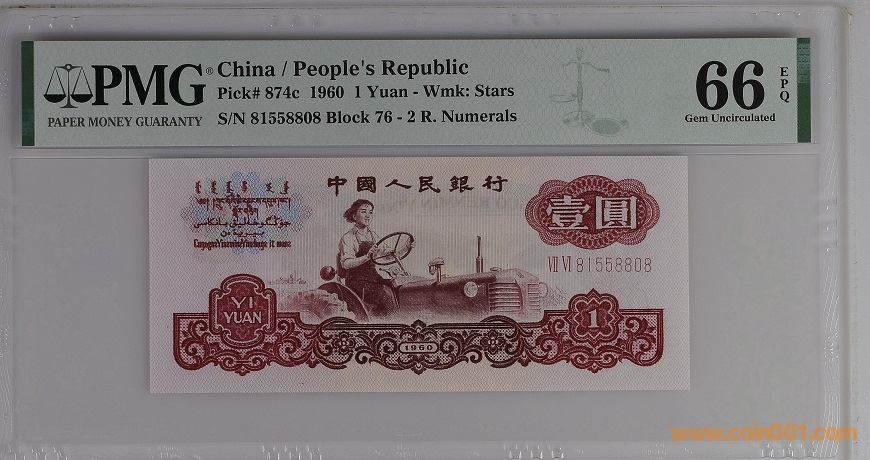 PMG®
PAPER MONEY GUARANTY
China / People's Republic
Pick# 874c 1960 1 Yuan - Wmk: Stars
S/N 81558808 Block 76 - 2 R. Numerals
66 EPQ
Gem Uncirculated
中國人民銀行
壹圓
VII VI 81558808
YI
YUAN
1960
1
www.coin001.com